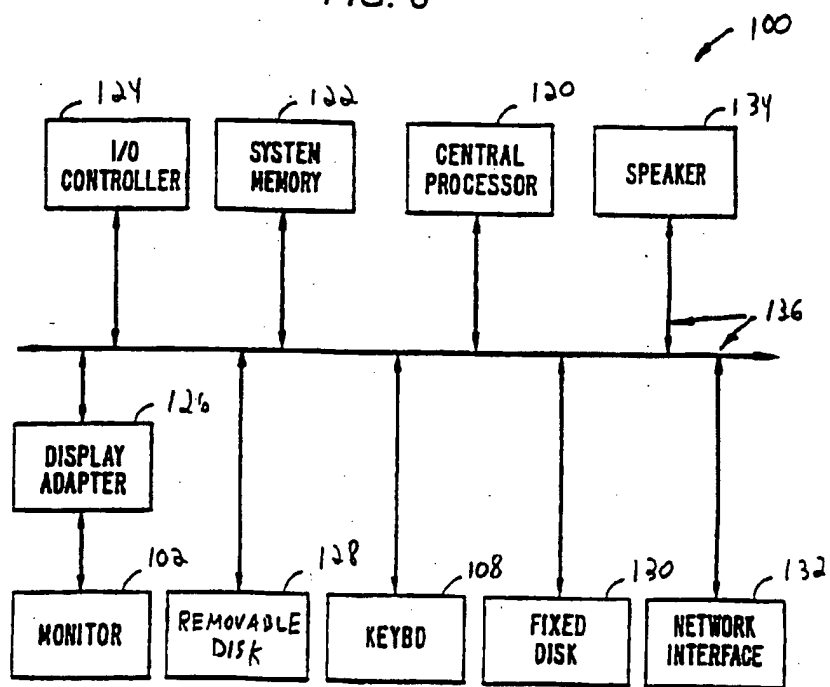 100
124
122
120
134
I/O
CONTROLLER
SYSTEM
MEMORY
CENTRAL
PROCESSOR
SPEAKER
136
126
DISPLAY
ADAPTER
102
128
108
130
132
MONITOR
REMOVABLE
DISK
KEYBD
FIXED
DISK
NETWORK
INTERFACE